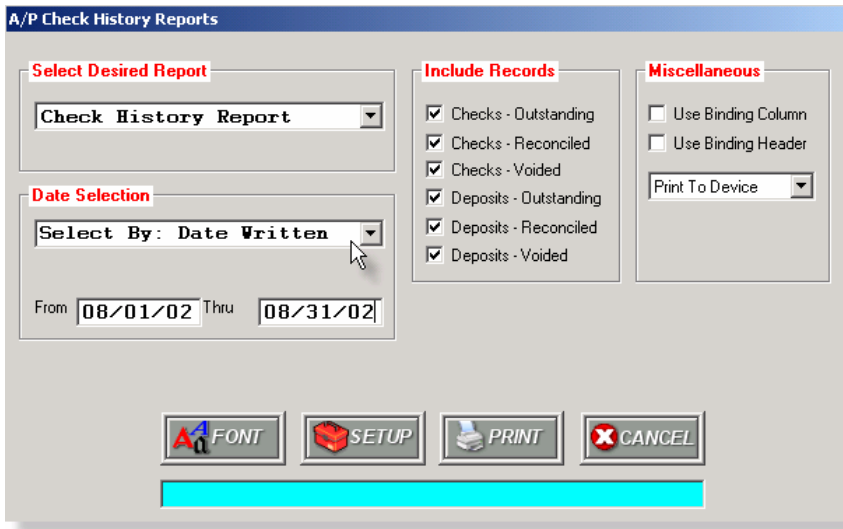 A/P Check History Reports
Select Desired Report
Check History Report
Date Selection
Select By: Date Written
From 08/01/02 Thru 08/31/02
Include Records
Checks - Outstanding
Checks - Reconciled
Checks - Voided
Deposits - Outstanding
Deposits - Reconciled
Deposits - Voided
Miscellaneous
Use Binding Column
Use Binding Header
Print To Device
FONT
SETUP
PRINT
CANCEL